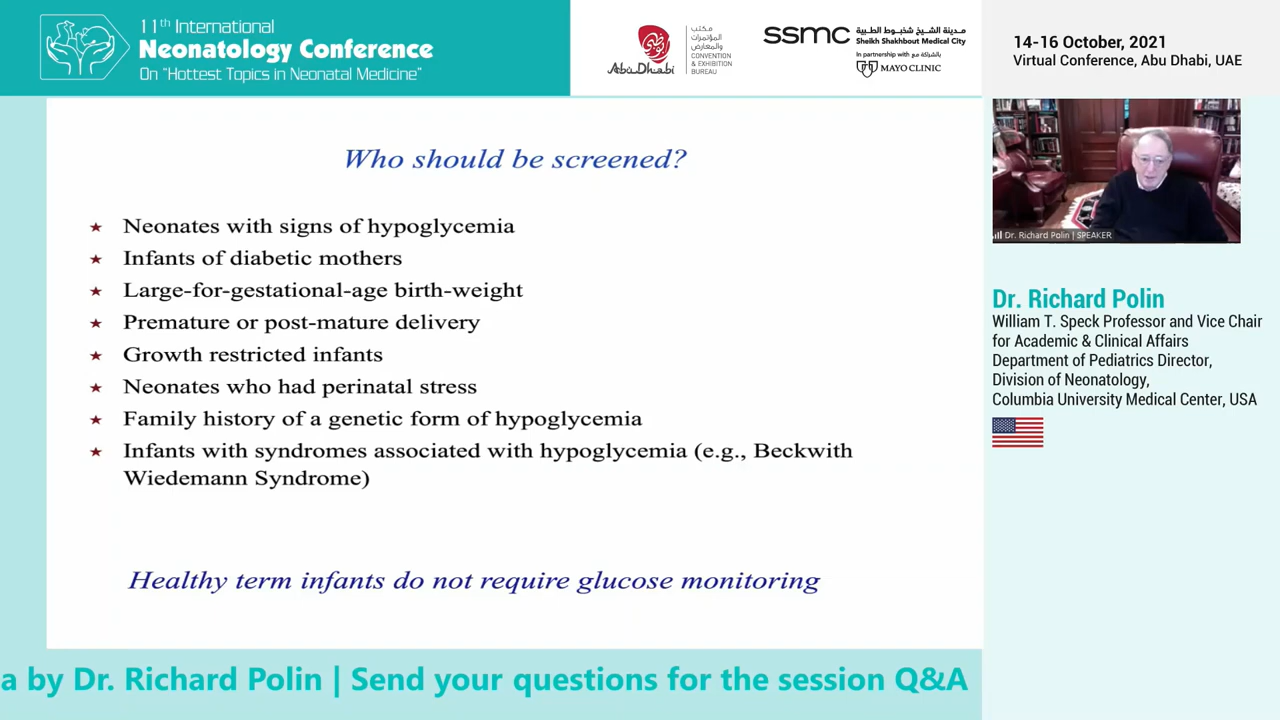 11th International
Neonatology Conference
On "Hottest Topics in Neonatal Medicine"
أبوظبي
Abu Dhabi
مكتب
المؤتمرات
والمعارض
CONVENTION
& EXHIBITION
BUREAU
ssmc
مدينة الشيخ شخبوط الطبية
Sheikh Shakhbout Medical City
In partnership with بالشراكة مع
MAYO CLINIC
14-16 October, 2021
Virtual Conference, Abu Dhabi, UAE
Who should be screened?
★ Neonates with signs of hypoglycemia
★ Infants of diabetic mothers
★ Large-for-gestational-age birth-weight
★ Premature or post-mature delivery
★ Growth restricted infants
★ Neonates who had perinatal stress
★ Family history of a genetic form of hypoglycemia
★ Infants with syndromes associated with hypoglycemia (e.g., Beckwith
Wiedemann Syndrome)
Healthy term infants do not require glucose monitoring
Dr. Richard Polin | SPEAKER
Dr. Richard Polin
William T. Speck Professor and Vice Chair
for Academic & Clinical Affairs
Department of Pediatrics Director,
Division of Neonatology,
Columbia University Medical Center, USA
a by Dr. Richard Polin | Send your questions for the session Q&A